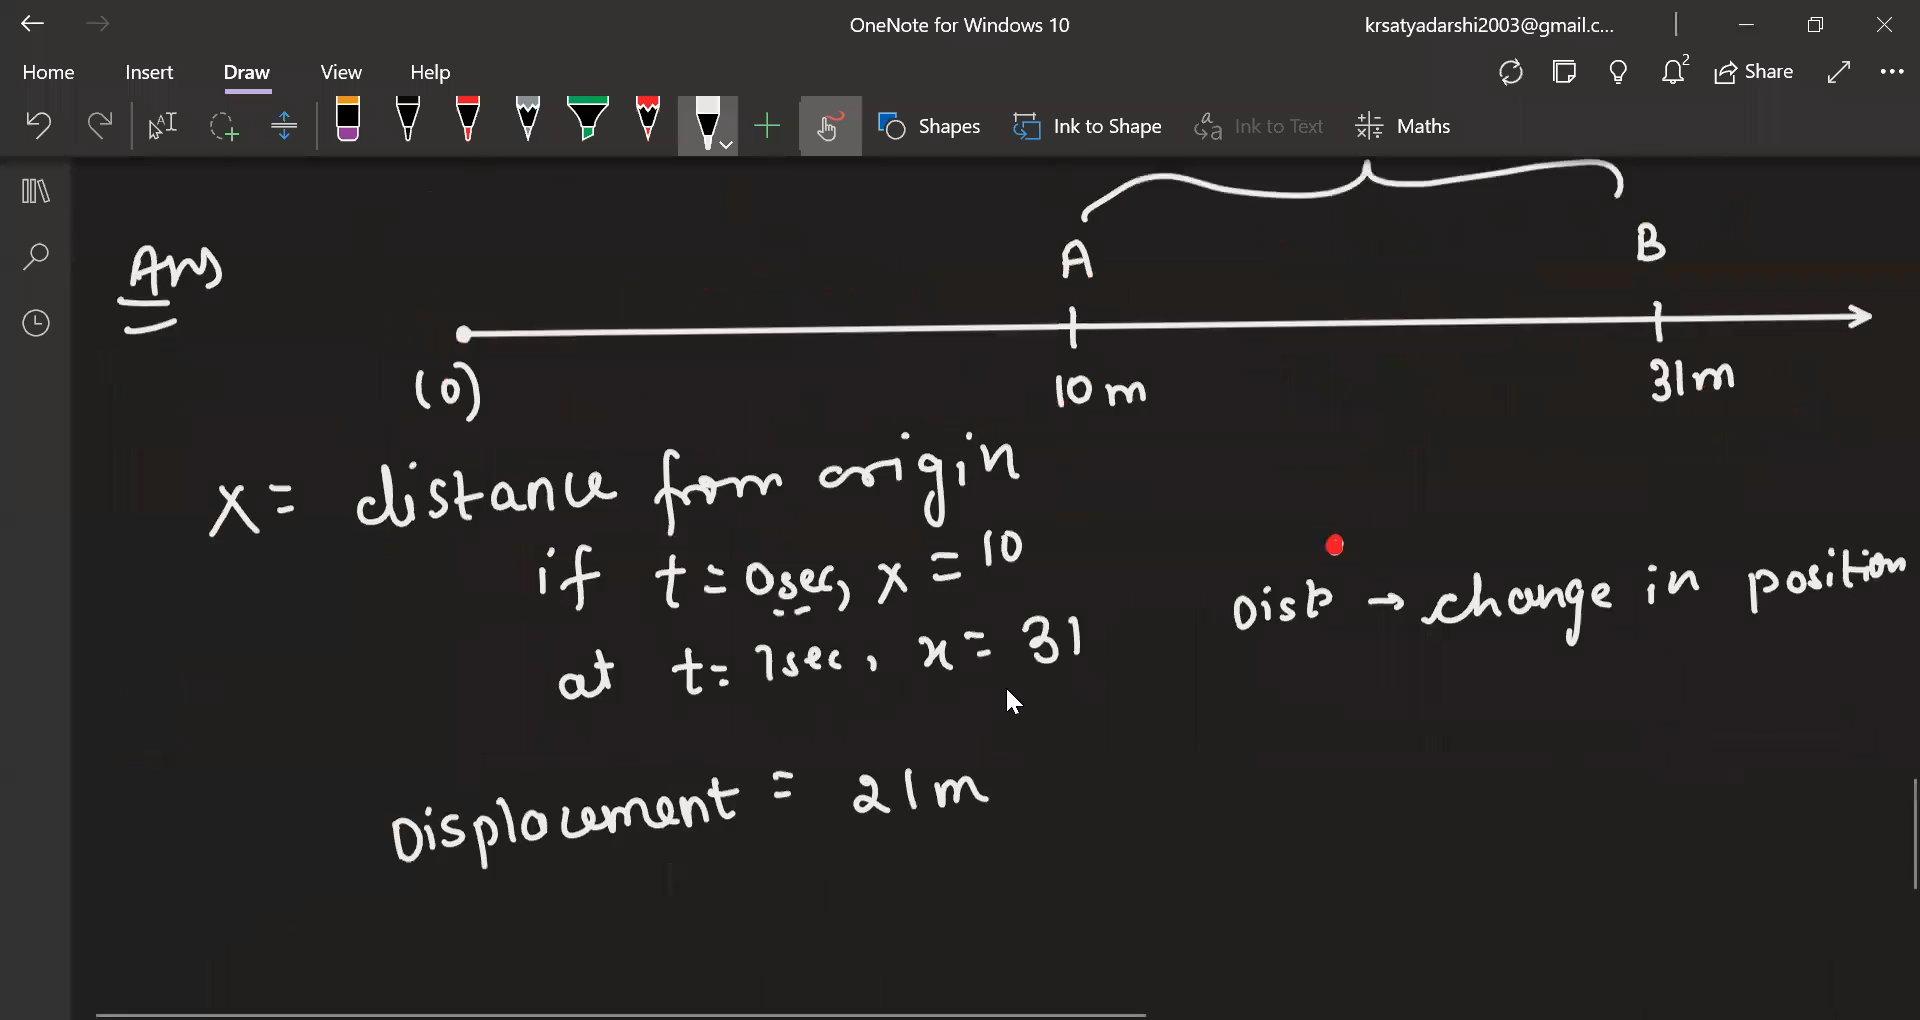 OneNote for Windows 10
krsatyadarshi2003@gmail.c...
Home Insert Draw View Help
2 Share
Shapes Ink to Shape Ink to Text Maths
Ans
A B
(0) 10 m 31m
X = distance from origin
if t = 0sec, x = 10
at t = 7sec, x = 31
Disp → change in position
Displacement = 21m